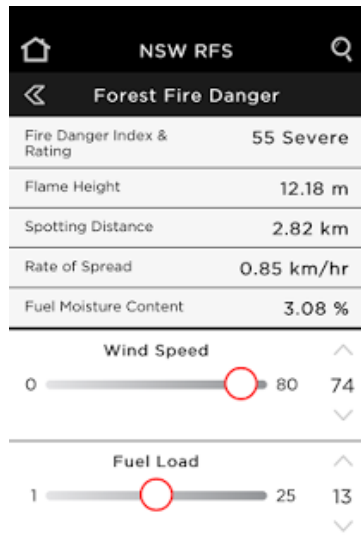 NSW RFS
Forest Fire Danger
Fire Danger Index &
Rating
55 Severe
Flame Height
12.18 m
Spotting Distance
2.82 km
Rate of Spread
0.85 km/hr
Fuel Moisture Content
3.08 %
Wind Speed
0
80
74
Fuel Load
1
25
13